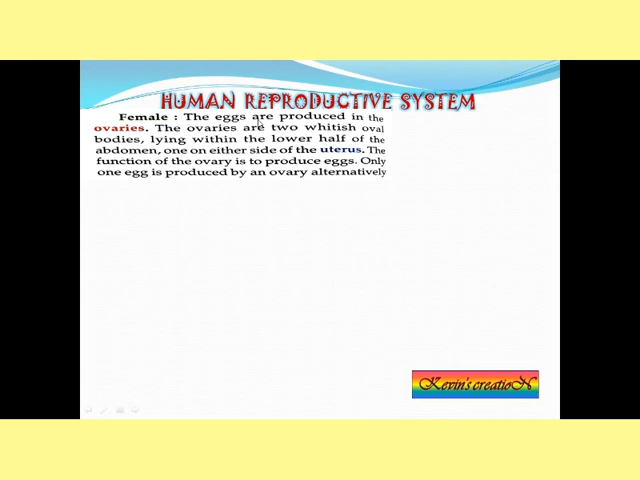 HUMAN REPRODUCTIVE SYSTEM
Female : The eggs are produced in the
ovaries. The ovaries are two whitish oval
bodies, lying within the lower half of the
abdomen, one on either side of the uterus. The
function of the ovary is to produce eggs. Only
one egg is produced by an ovary alternatively
Kevin's creatioN